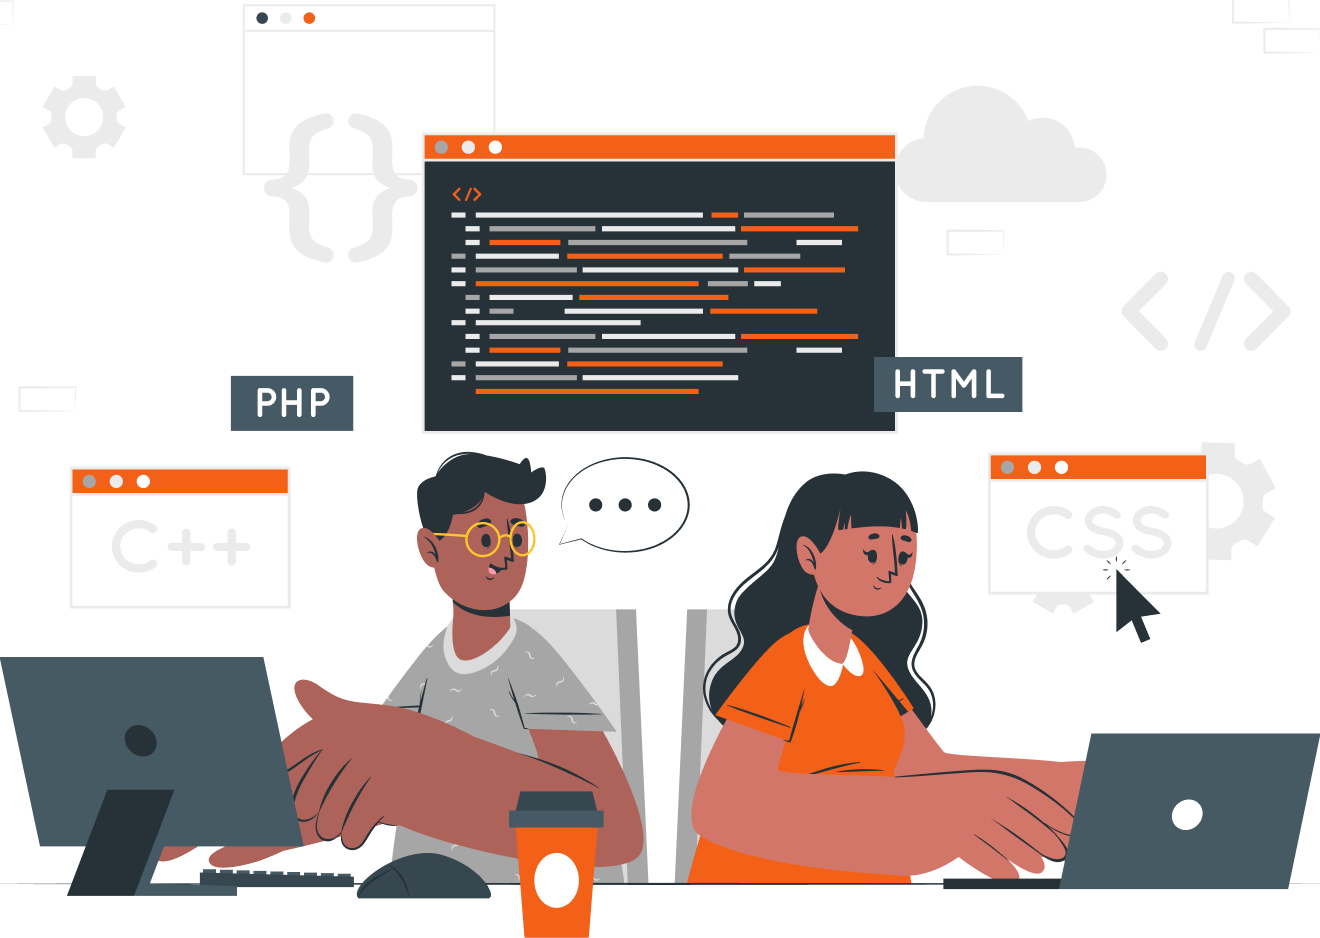 { }
</>
</>
PHP
HTML
C++
CSS
...